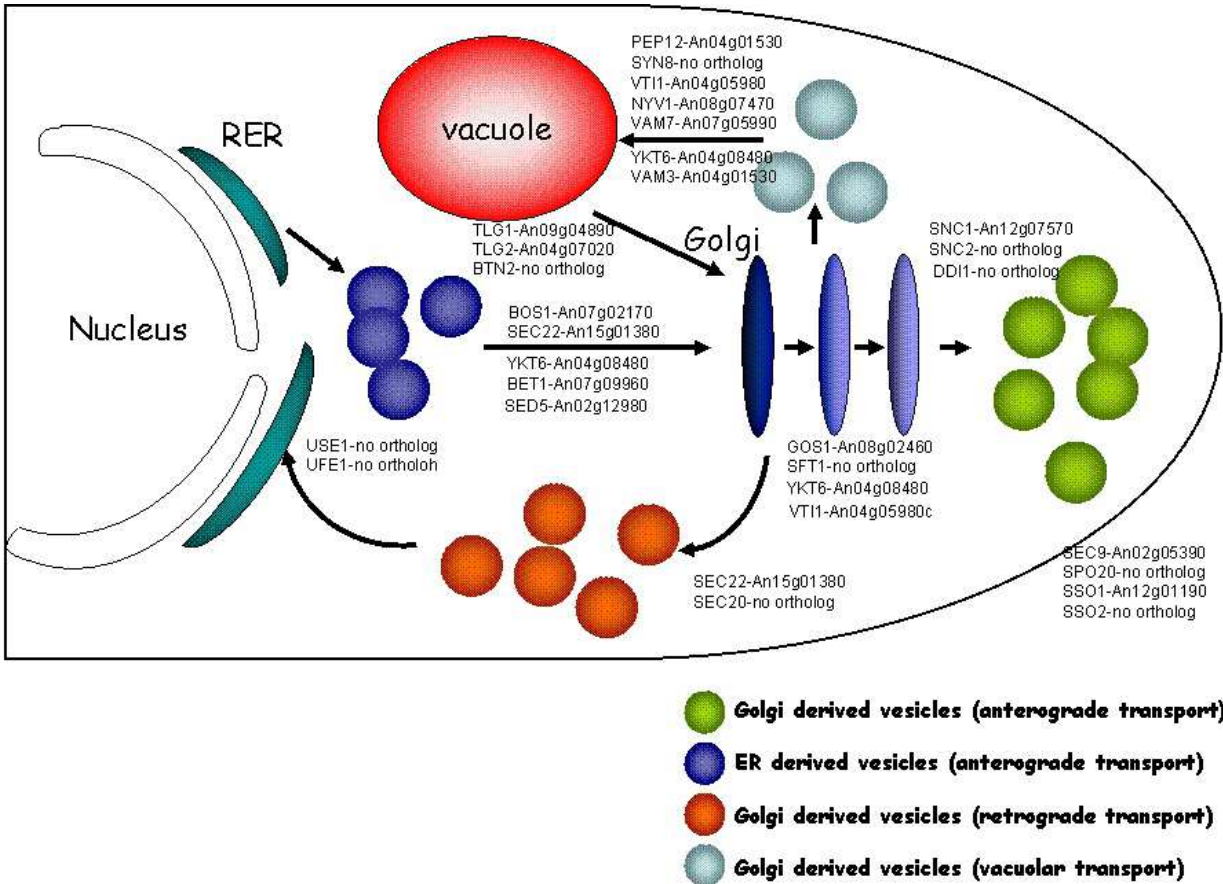 PEP12-An04g01530
SYN8-no ortholog
VTI1-An04g05980
NYV1-An08g07470
VAM7-An07g05990
YKT6-An04g08480
VAM3-An04g01530
vacuole
RER
TLG1-An09g04890
TLG2-An04g07020
BTN2-no ortholog
Golgi
SNC1-An12g07570
SNC2-no ortholog
DDI1-no ortholog
Nucleus
BOS1-An07g02170
SEC22-An15g01380
YKT6-An04g08480
BET1-An07g09960
SED5-An02g12980
USE1-no ortholog
UFE1-no ortholoh
GOS1-An08g02460
SFT1-no ortholog
YKT6-An04g08480
VTI1-An04g05980c
SEC22-An15g01380
SEC20-no ortholog
SEC9-An02g05390
SPO20-no ortholog
SSO1-An12g01190
SSO2-no ortholog
Golgi derived vesicles (anterograde transport)
ER derived vesicles (anterograde transport)
Golgi derived vesicles (retrograde transport)
Golgi derived vesicles (vacuolar transport)